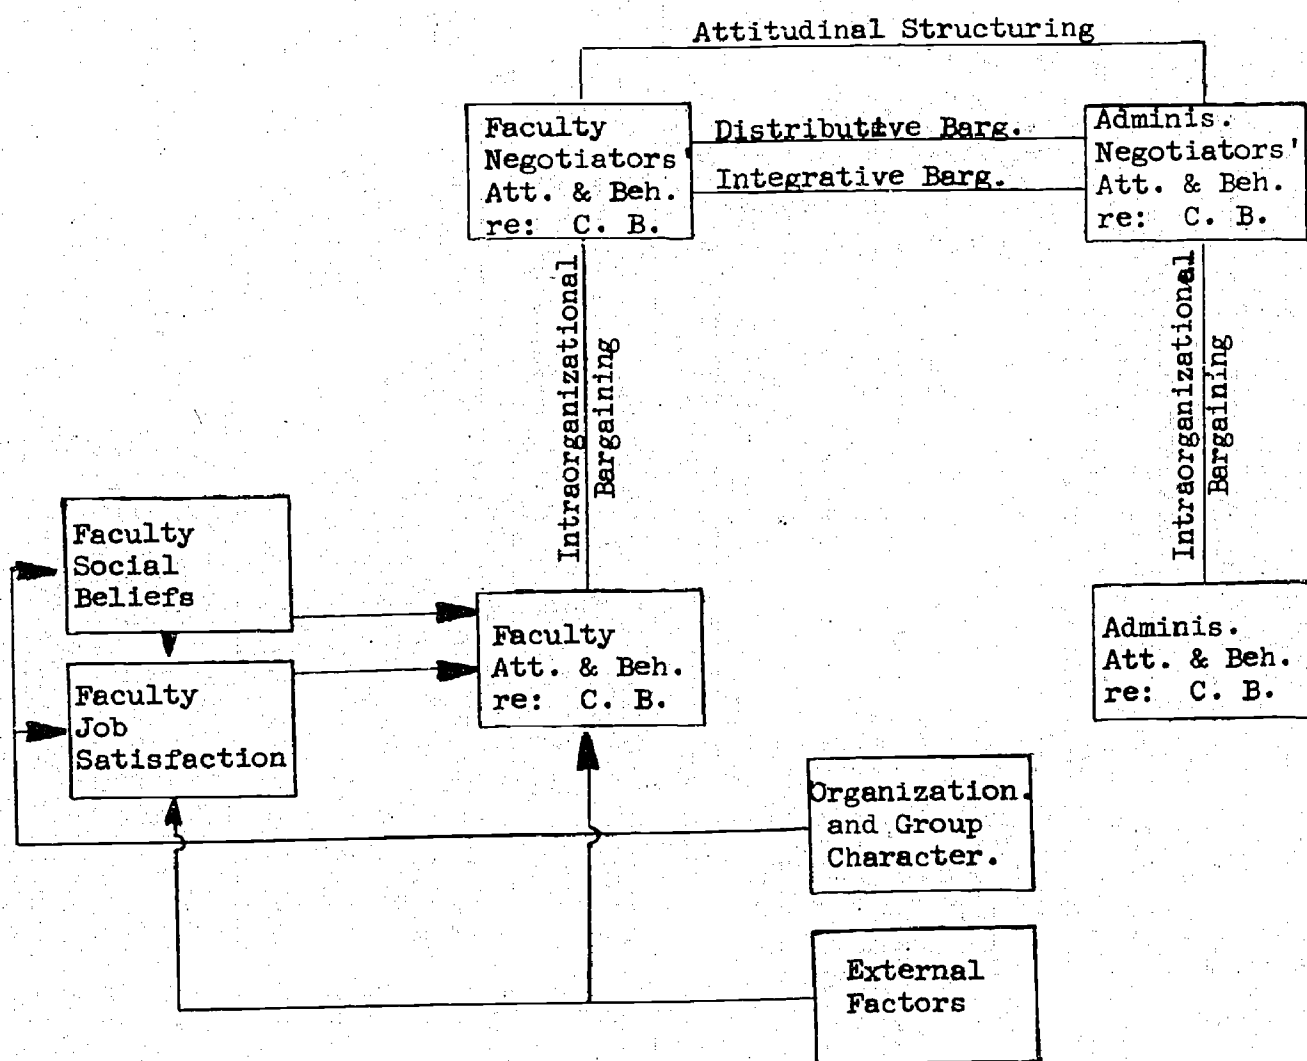 Attitudinal Structuring
Faculty
Negotiators'
Att. & Beh.
re: C. B.
Distributive Barg.
Integrative Barg.
Adminis.
Negotiators'
Att. & Beh.
re: C. B.
Intraorganizational
Bargaining
Intraorganizational
Bargaining
Faculty
Social
Beliefs
Faculty
Att. & Beh.
re: C. B.
Adminis.
Att. & Beh.
re: C. B.
Faculty
Job
Satisfaction
Organization.
and Group
Character.
External
Factors